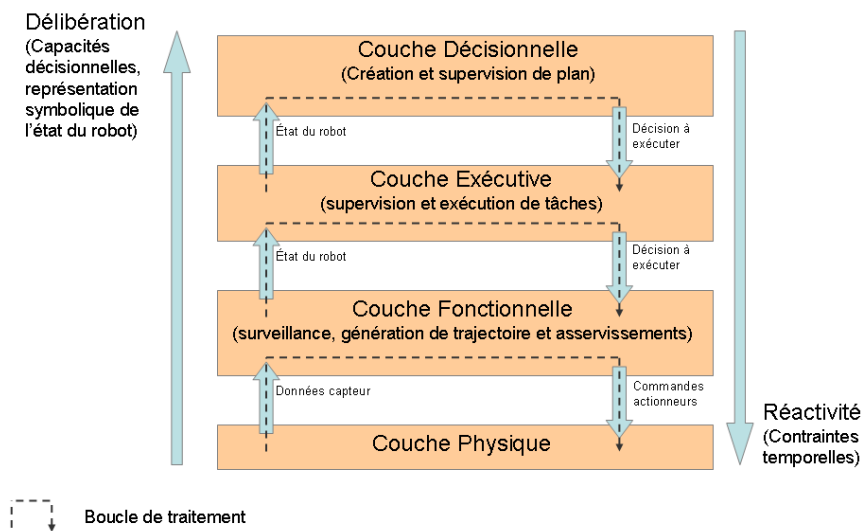 Délibération
(Capacités
décisionnelles,
représentation
symbolique de
l'état du robot)
Couche Décisionnelle
(Création et supervision de plan)
État du robot
Décision à
exécuter
Couche Exécutive
(supervision et exécution de tâches)
État du robot
Décision à
exécuter
Couche Fonctionnelle
(surveillance, génération de trajectoire et asservissements)
Données capteur
Commandes
actionneurs
Couche Physique
Réactivité
(Contraintes
temporelles)
Boucle de traitement